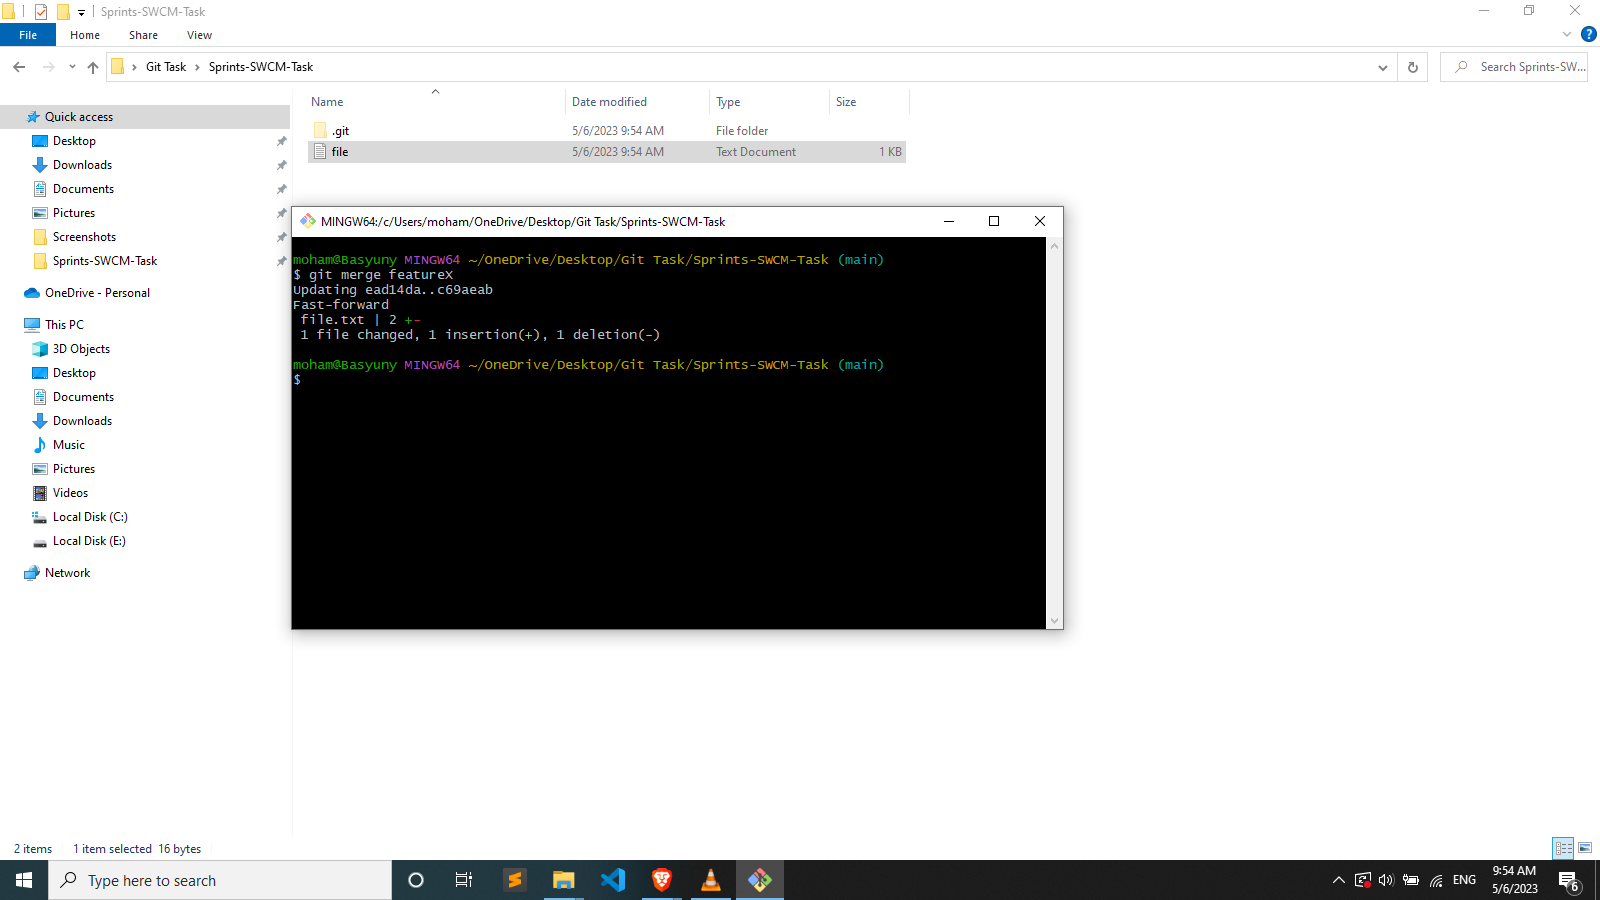 Sprints-SWCM-Task
File Home Share View
Git Task Sprints-SWCM-Task
Search Sprints-SW...
Name Date modified Type Size
.git 5/6/2023 9:54 AM File folder
file 5/6/2023 9:54 AM Text Document 1 KB
Quick access
Desktop
Downloads
Documents
Pictures
Screenshots
Sprints-SWCM-Task
OneDrive - Personal
This PC
3D Objects
Desktop
Documents
Downloads
Music
Pictures
Videos
Local Disk (C:)
Local Disk (E:)
Network
MINGW64:/c/Users/moham/OneDrive/Desktop/Git Task/Sprints-SWCM-Task
moham@Basyuny MINGW64 ~/OneDrive/Desktop/Git Task/Sprints-SWCM-Task (main)
$ git merge featureX
Updating ead14da..c69aeab
Fast-forward
file.txt | 2 +-
1 file changed, 1 insertion(+), 1 deletion(-)
moham@Basyuny MINGW64 ~/OneDrive/Desktop/Git Task/Sprints-SWCM-Task (main)
$
2 items 1 item selected 16 bytes
Type here to search
ENG
9:54 AM
5/6/2023
6